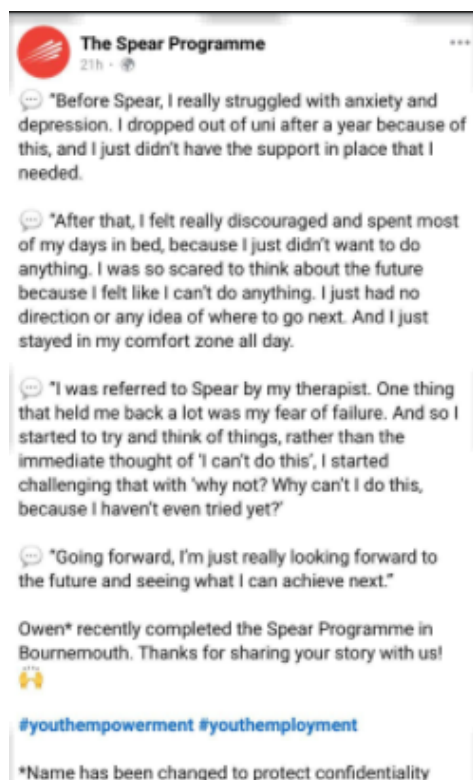 The Spear Programme
21h ·
"Before Spear, I really struggled with anxiety and
depression. I dropped out of uni after a year because of
this, and I just didn't have the support in place that I
needed.
"After that, I felt really discouraged and spent most
of my days in bed, because I just didn't want to do
anything. I was so scared to think about the future
because I felt like I can't do anything. I just had no
direction or any idea of where to go next. And I just
stayed in my comfort zone all day.
"I was referred to Spear by my therapist. One thing
that held me back a lot was my fear of failure. And so I
started to try and think of things, rather than the
immediate thought of 'I can't do this', I started
challenging that with 'why not? Why can't I do this,
because I haven't even tried yet?'
"Going forward, I'm just really looking forward to
the future and seeing what I can achieve next."
Owen* recently completed the Spear Programme in
Bournemouth. Thanks for sharing your story with us!
🙌
#youthempowerment #youthemployment
*Name has been changed to protect confidentiality